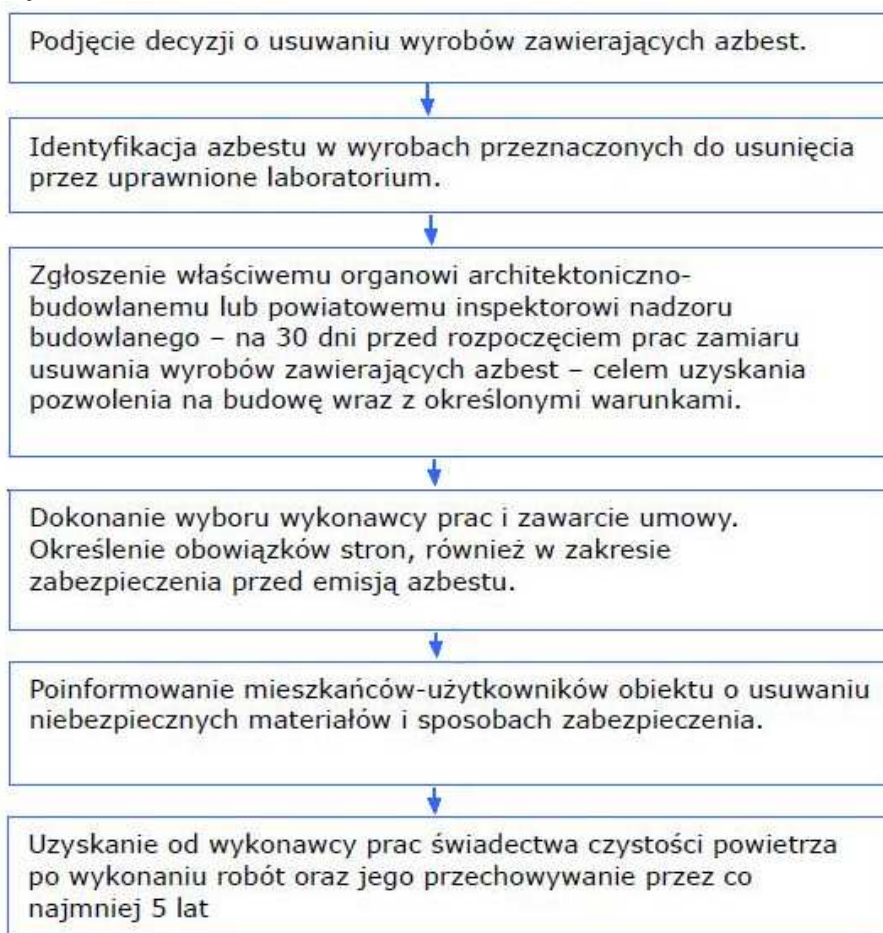 Podjęcie decyzji o usuwaniu wyrobów zawierających azbest.
Identyfikacja azbestu w wyrobach przeznaczonych do usunięcia
przez uprawnione laboratorium.
Zgłoszenie właściwemu organowi architektoniczno-
budowlanemu lub powiatowemu inspektorowi nadzoru
budowlanego – na 30 dni przed rozpoczęciem prac zamiaru
usuwania wyrobów zawierających azbest – celem uzyskania
pozwolenia na budowę wraz z określonymi warunkami.
Dokonanie wyboru wykonawcy prac i zawarcie umowy.
Określenie obowiązków stron, również w zakresie
zabezpieczenia przed emisją azbestu.
Poinformowanie mieszkańców-użytkowników obiektu o usuwaniu
niebezpiecznych materiałów i sposobach zabezpieczenia.
Uzyskanie od wykonawcy prac świadectwa czystości powietrza
po wykonaniu robót oraz jego przechowywanie przez co
najmniej 5 lat